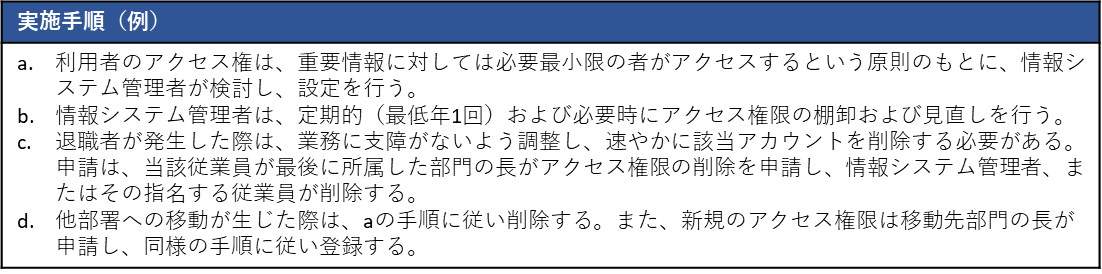 実施手順（例）
a. 利用者のアクセス権は、重要情報に対しては必要最小限の者がアクセスするという原則のもとに、情報シ
ステム管理者が検討し、設定を行う。
b. 情報システム管理者は、定期的（最低年1回）および必要時にアクセス権限の棚卸および見直しを行う。
c. 退職者が発生した際は、業務に支障がないよう調整し、速やかに該当アカウントを削除する必要がある。
申請は、当該従業員が最後に所属した部門の長がアクセス権限の削除を申請し、情報システム管理者、ま
たはその指名する従業員が削除する。
d. 他部署への移動が生じた際は、aの手順に従い削除する。また、新規のアクセス権限は移動先部門の長が
申請し、同様の手順に従い登録する。